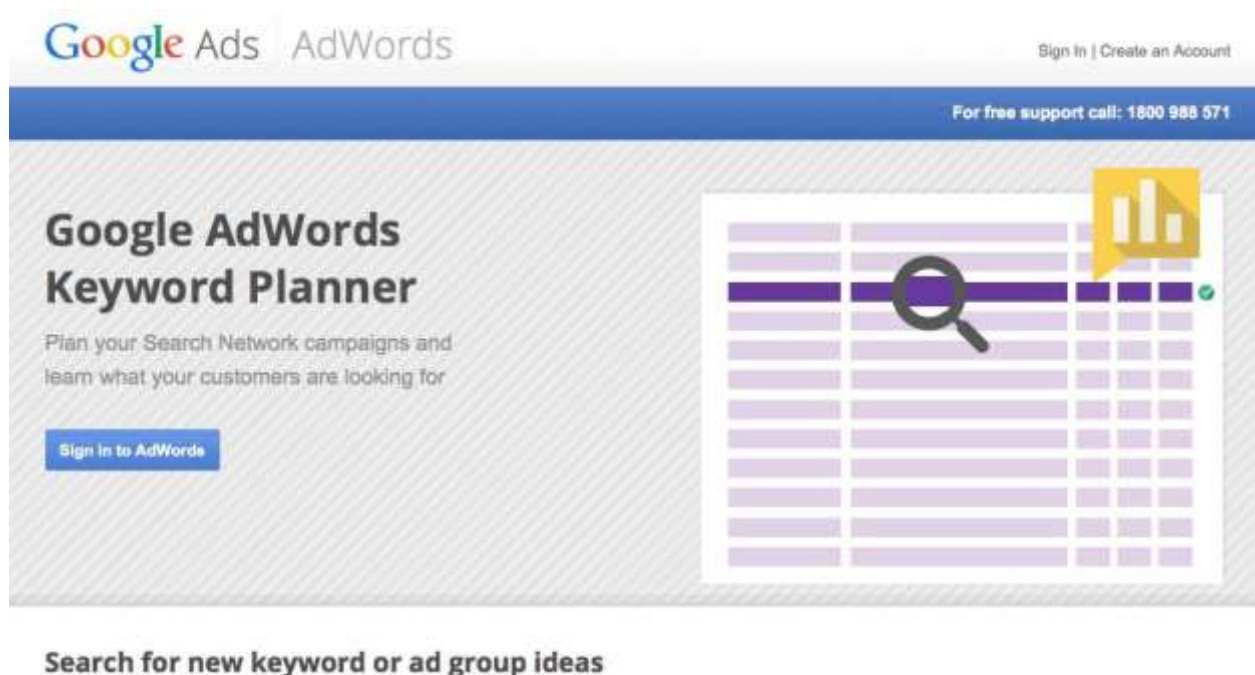 Google Ads AdWords
Sign In | Create an Account
For free support call: 1800 988 571
Google AdWords
Keyword Planner
Plan your Search Network campaigns and
learn what your customers are looking for
Sign in to AdWords
Search for new keyword or ad group ideas